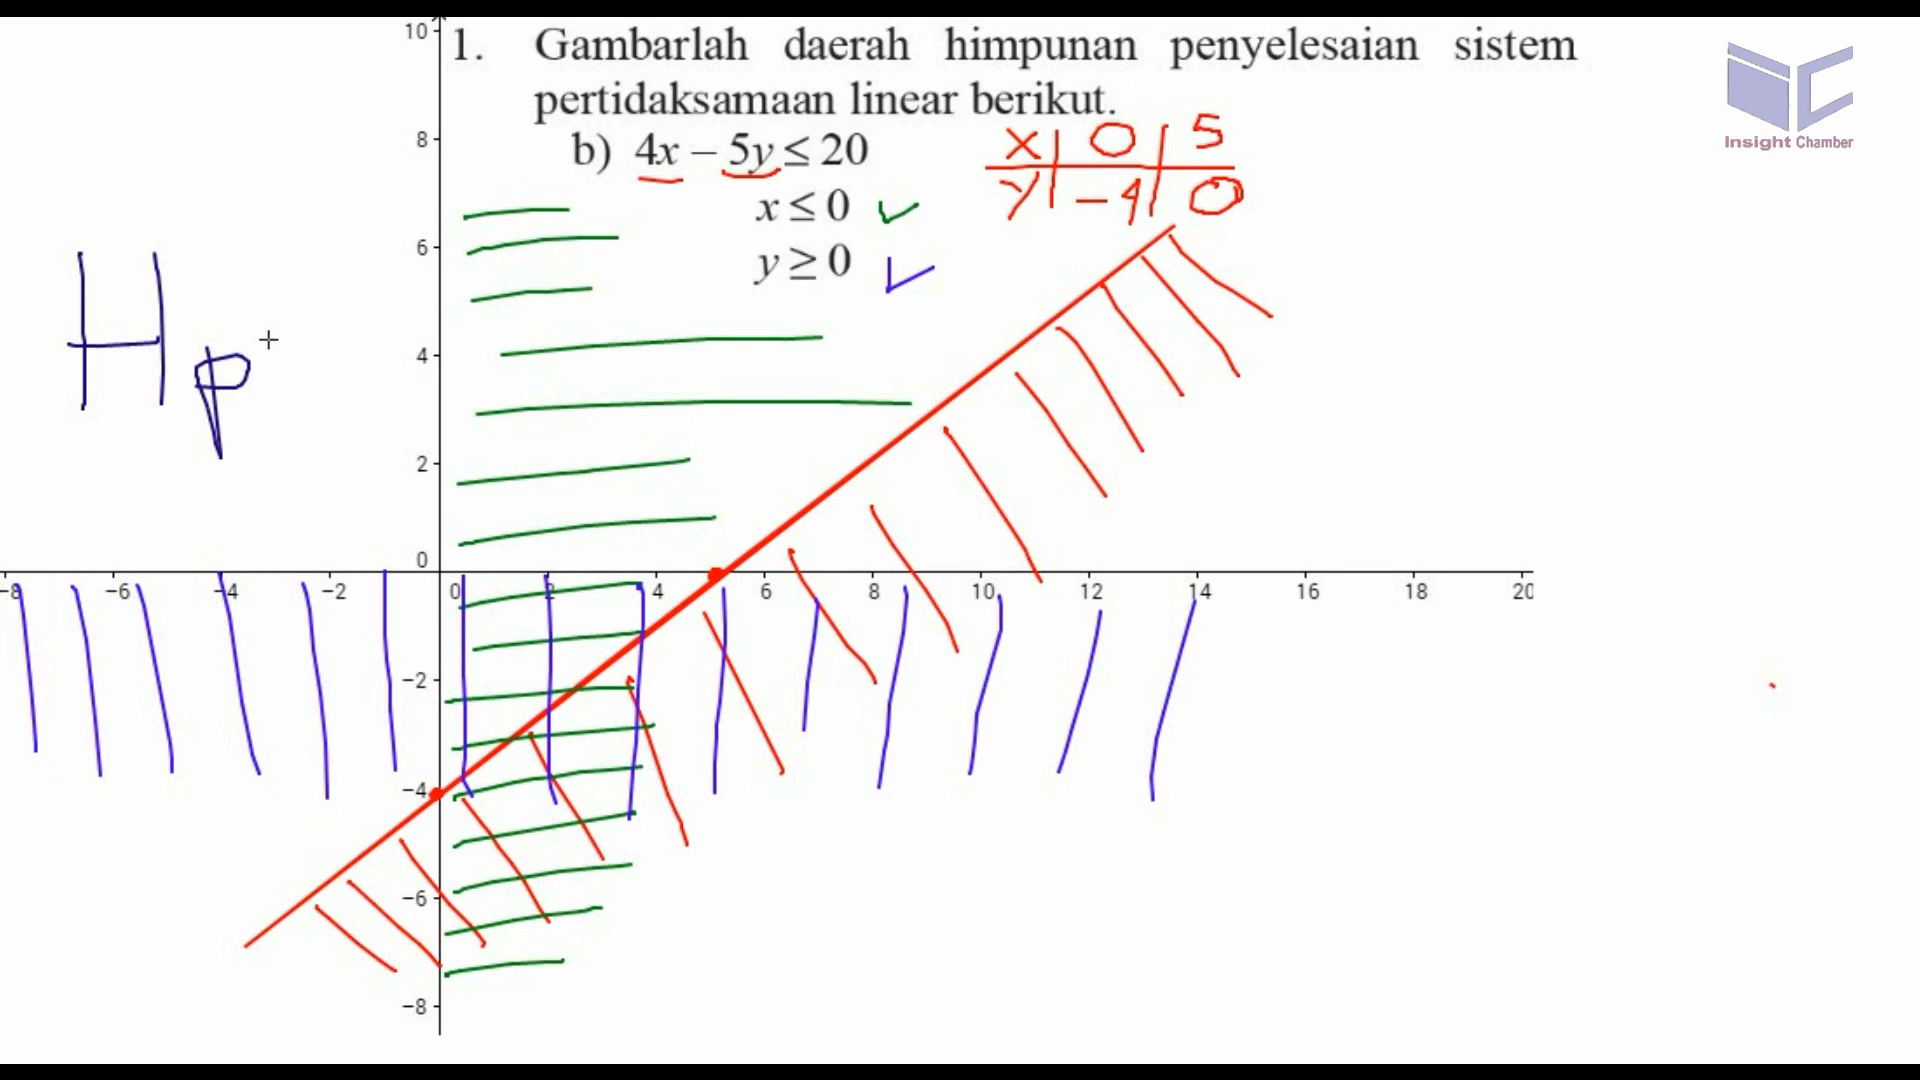 10
1. Gambarlah daerah himpunan penyelesaian sistem
pertidaksamaan linear berikut.
b) 4x – 5y ≤ 20
x ≤ 0 ✓
y ≥ 0 ✓
x | 0 | 5
y | -4 | 0
Insight Chamber
Hp
8
6
4
2
0
-8 -6 -4 -2 0 2 4 6 8 10 12 14 16 18 20
-2
-4
-6
-8